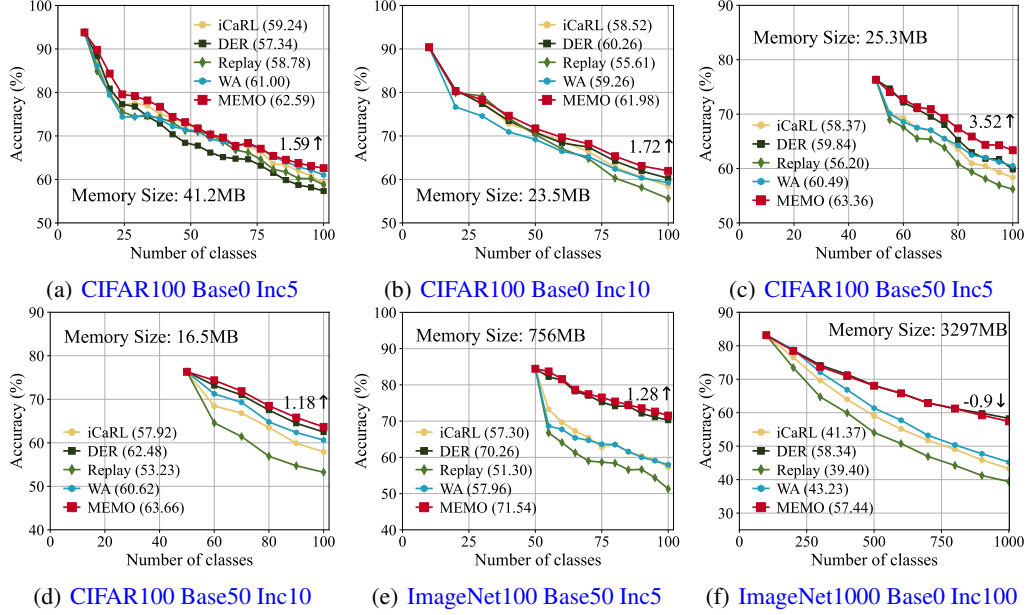 iCaRL (59.24)
DER (57.34)
Replay (58.78)
WA (61.00)
MEMO (62.59)
1.59↑
Memory Size: 41.2MB
Accuracy (%)
100
90
80
70
60
50
0 25 50 75 100
Number of classes
(a) CIFAR100 Base0 Inc5
iCaRL (58.52)
DER (60.26)
Replay (55.61)
WA (59.26)
MEMO (61.98)
1.72↑
Memory Size: 23.5MB
Accuracy (%)
100
90
80
70
60
50
0 20 40 60 80 100
Number of classes
(b) CIFAR100 Base0 Inc10
Memory Size: 25.3MB
3.52↑
iCaRL (58.37)
DER (59.84)
Replay (56.20)
WA (60.49)
MEMO (63.36)
Accuracy (%)
90
80
70
60
50
0 20 40 60 80 100
Number of classes
(c) CIFAR100 Base50 Inc5
Memory Size: 16.5MB
1.18↑
iCaRL (57.92)
DER (62.48)
Replay (53.23)
WA (60.62)
MEMO (63.66)
Accuracy (%)
90
80
70
60
50
40
0 20 40 60 80 100
Number of classes
(d) CIFAR100 Base50 Inc10
Memory Size: 756MB
1.28↑
iCaRL (57.30)
DER (70.26)
Replay (51.30)
WA (57.96)
MEMO (71.54)
Accuracy (%)
100
90
80
70
60
50
40
0 25 50 75 100
Number of classes
(e) ImageNet100 Base50 Inc5
Memory Size: 3297MB
-0.9↓
iCaRL (41.37)
DER (58.34)
Replay (39.40)
WA (43.23)
MEMO (57.44)
Accuracy (%)
90
80
70
60
50
40
30
0 250 500 750 1000
Number of classes
(f) ImageNet1000 Base0 Inc100